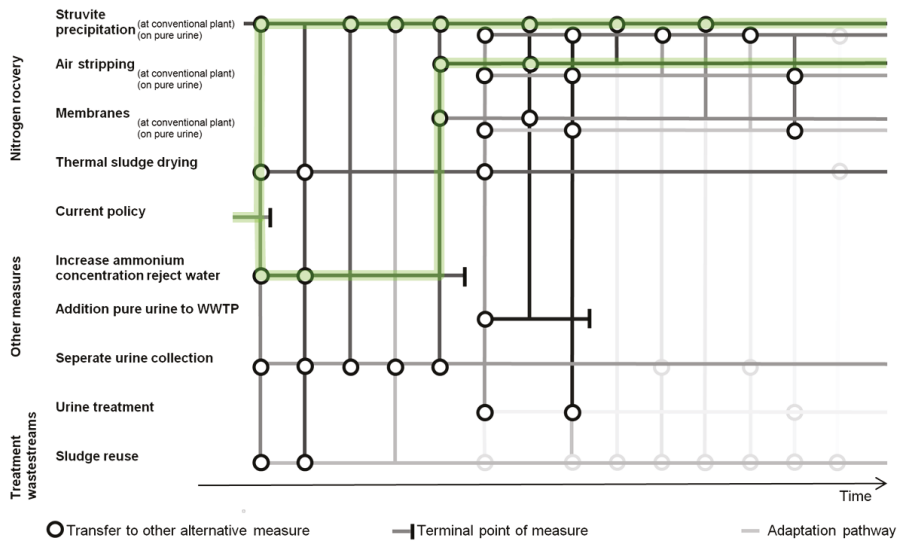 Nitrogen rocvery
Struvite
precipitation (at conventional plant)
(on pure urine)
Air stripping
(at conventional plant)
(on pure urine)
Membranes
(at conventional plant)
(on pure urine)
Thermal sludge drying
Current policy
Other measures
Increase ammonium
concentration reject water
Addition pure urine to WWTP
Seperate urine collection
Treatment
wastestreams
Urine treatment
Sludge reuse
Time
Transfer to other alternative measure
Terminal point of measure
Adaptation pathway